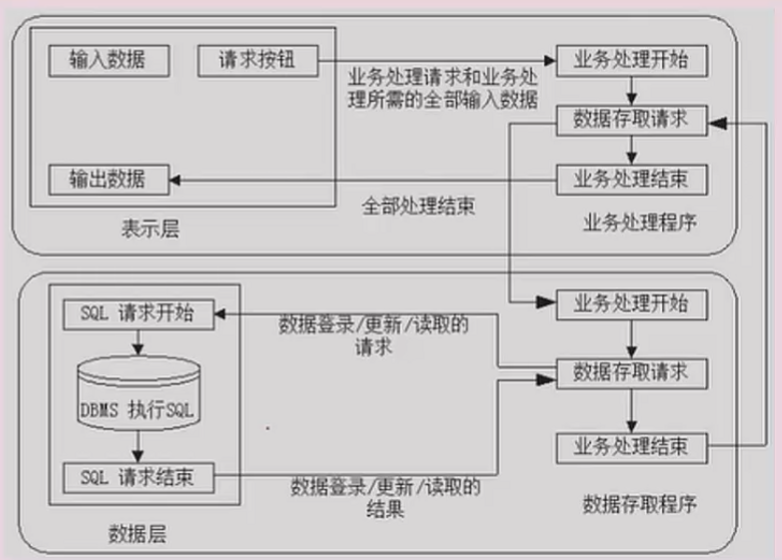 输入数据
请求按钮
业务处理开始
业务处理请求和业务处
理所需的全部输入数据
数据存取请求
输出数据
业务处理结束
全部处理结束
表示层
业务处理程序
SQL 请求开始
业务处理开始
数据登录/更新/读取的
请求
数据存取请求
DBMS 执行SQL
业务处理结束
SQL 请求结束
数据登录/更新/读取的
结果
数据存取程序
数据层